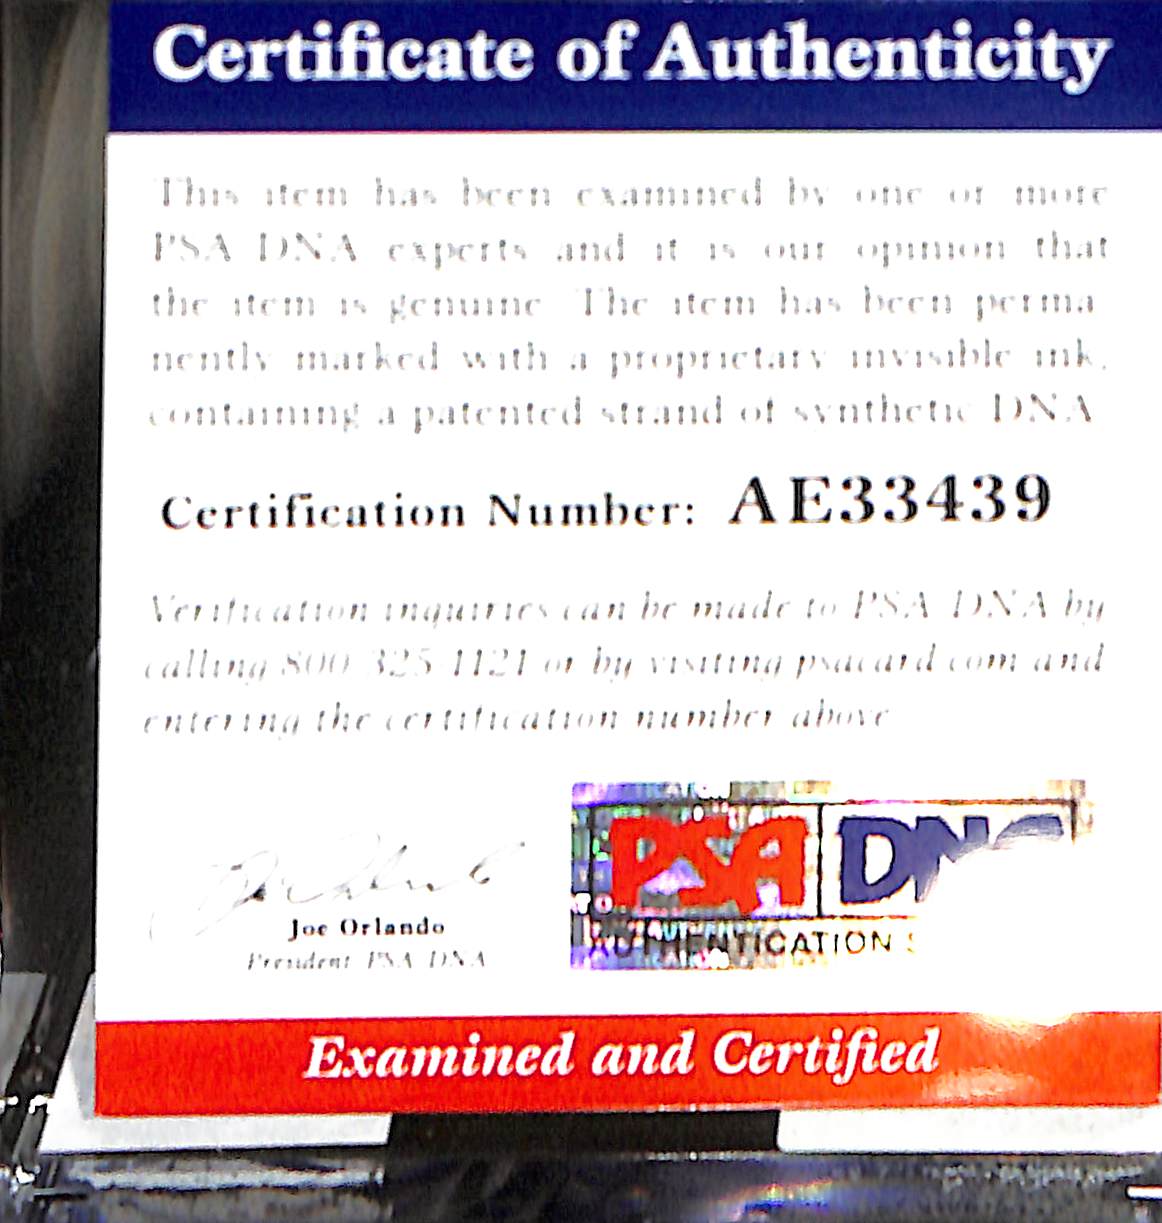 Certificate of Authenticity
This item has been examined by one or more
PSA DNA experts and it is our opinion that
the item is genuine The item has been perma
nently marked with a proprietary invisible ink,
containing a patented strand of synthetic DNA
Certification Number: AE33439
Verification inquiries can be made to PSA DNA by
calling 800 325 1121 or by visiting psacard com and
entering the certification number above
Joe Orlando
President PSA DNA
PSA DNA
AUTHENTICATION S
Examined and Certified